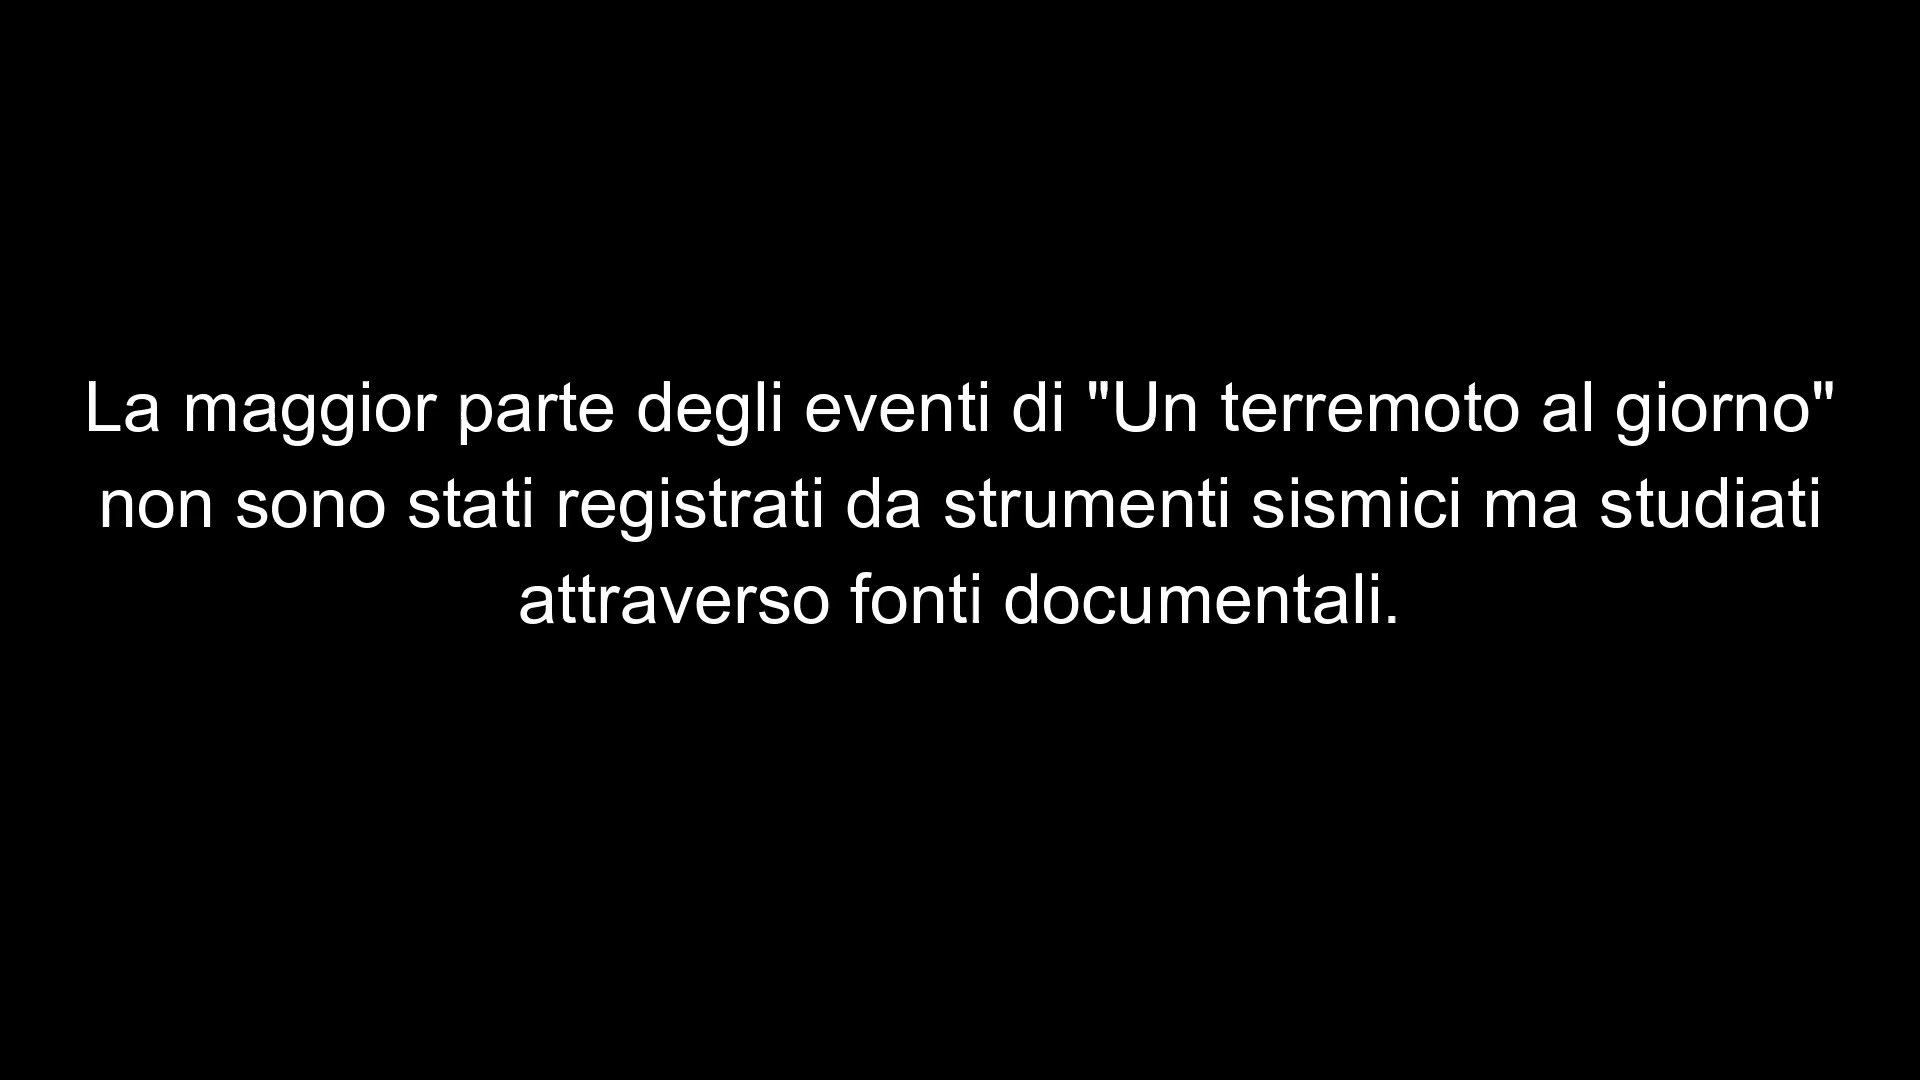 La maggior parte degli eventi di "Un terremoto al giorno"
non sono stati registrati da strumenti sismici ma studiati
attraverso fonti documentali.